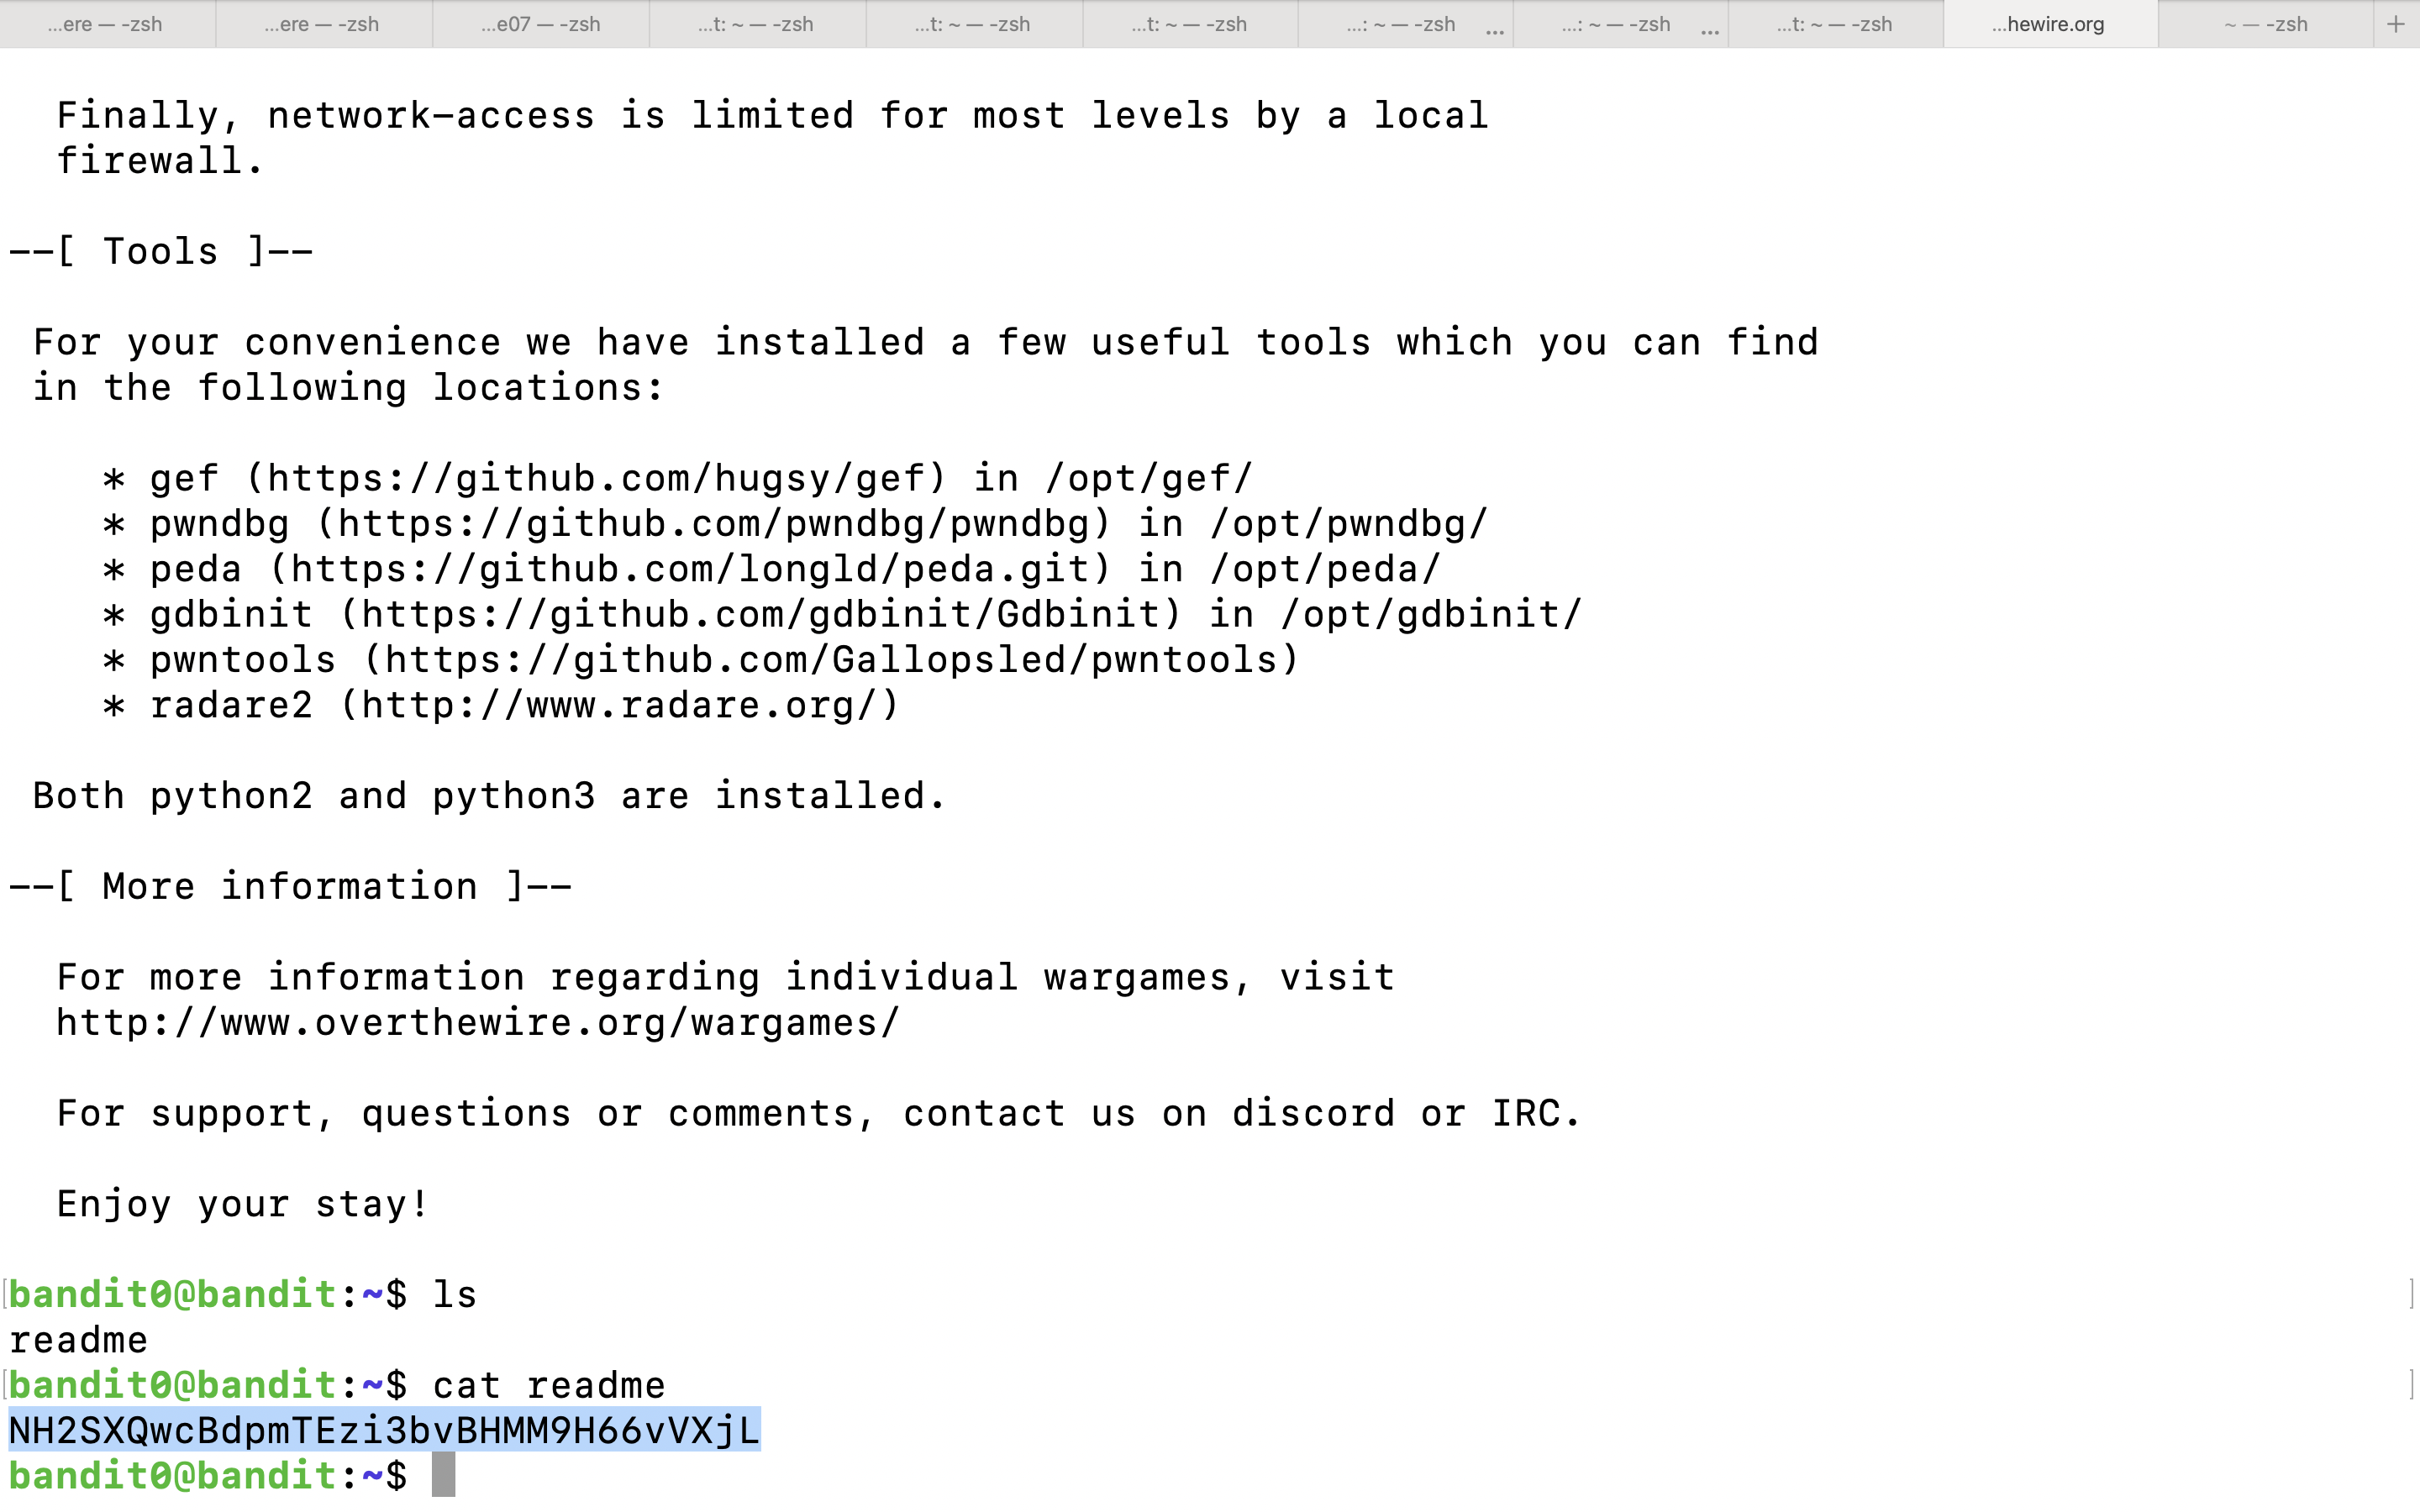 ...ere — -zsh ...ere — -zsh ...e07 — -zsh ...t: ~ — -zsh ...t: ~ — -zsh ...t: ~ — -zsh ...: ~ — -zsh ... ...: ~ — -zsh ... ...t: ~ — -zsh ...hewire.org ~ — -zsh +
Finally, network-access is limited for most levels by a local
firewall.
--[ Tools ]--
For your convenience we have installed a few useful tools which you can find
in the following locations:
* gef (https://github.com/hugsy/gef) in /opt/gef/
* pwndbg (https://github.com/pwndbg/pwndbg) in /opt/pwndbg/
* peda (https://github.com/longld/peda.git) in /opt/peda/
* gdbinit (https://github.com/gdbinit/Gdbinit) in /opt/gdbinit/
* pwntools (https://github.com/Gallopsled/pwntools)
* radare2 (http://www.radare.org/)
Both python2 and python3 are installed.
--[ More information ]--
For more information regarding individual wargames, visit
http://www.overthewire.org/wargames/
For support, questions or comments, contact us on discord or IRC.
Enjoy your stay!
[bandit0@bandit:~$ ls ]
readme
[bandit0@bandit:~$ cat readme ]
NH2SXQwcBdpmTEzi3bvBHMM9H66vVXjL
bandit0@bandit:~$